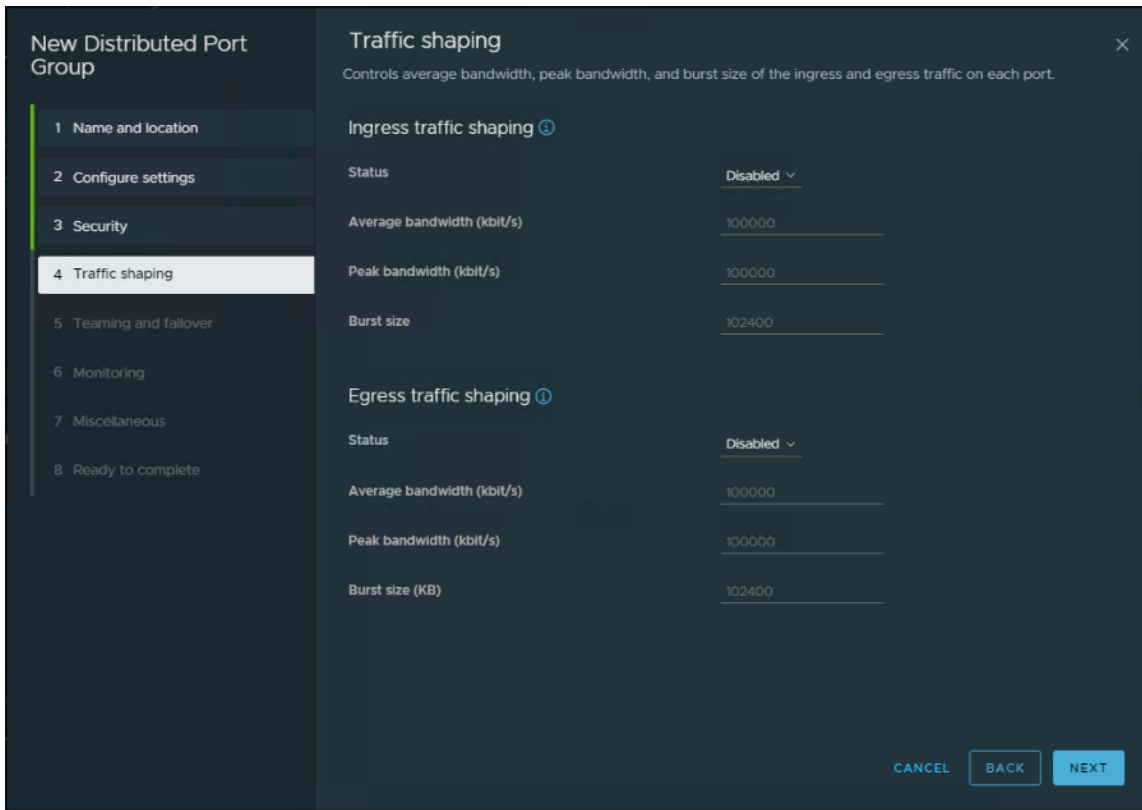 New Distributed Port
Group
1 Name and location
2 Configure settings
3 Security
4 Traffic shaping
5 Teaming and failover
6 Monitoring
7 Miscellaneous
8 Ready to complete
Traffic shaping
Controls average bandwidth, peak bandwidth, and burst size of the ingress and egress traffic on each port.
Ingress traffic shaping
Status Disabled
Average bandwidth (kbit/s) 100000
Peak bandwidth (kbit/s) 100000
Burst size 102400
Egress traffic shaping
Status Disabled
Average bandwidth (kbit/s) 100000
Peak bandwidth (kbit/s) 100000
Burst size (KB) 102400
CANCEL BACK NEXT